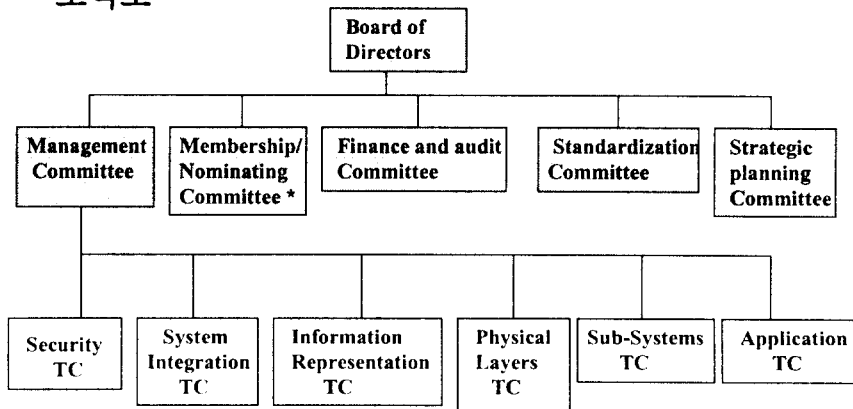 Board of
Directors
Management
Committee
Membership/
Nominating
Committee *
Finance and audit
Committee
Standardization
Committee
Strategic
planning
Committee
Security
TC
System
Integration
TC
Information
Representation
TC
Physical
Layers
TC
Sub-Systems
TC
Application
TC